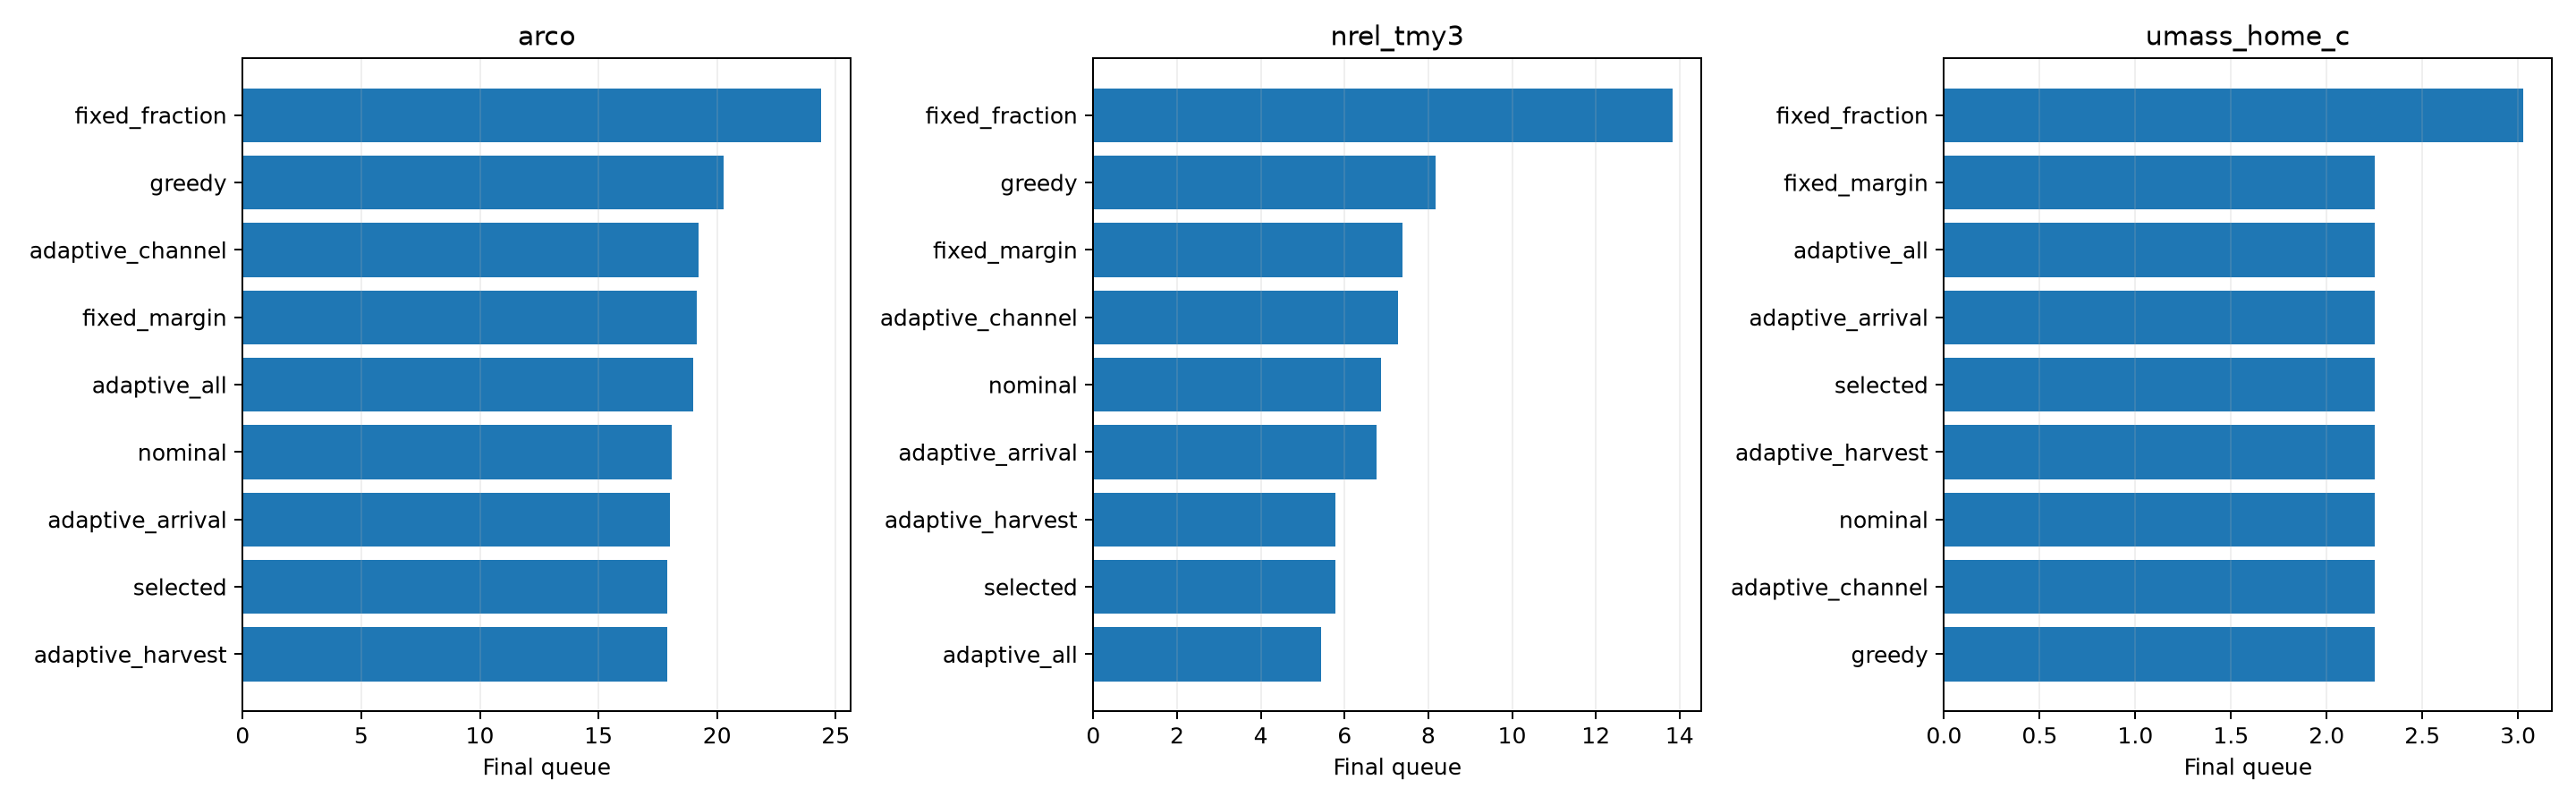 arco
fixed_fraction
greedy
adaptive_channel
fixed_margin
adaptive_all
nominal
adaptive_arrival
selected
adaptive_harvest
0 5 10 15 20 25
Final queue
nrel_tmy3
fixed_fraction
greedy
fixed_margin
adaptive_channel
nominal
adaptive_arrival
adaptive_harvest
selected
adaptive_all
0 2 4 6 8 10 12 14
Final queue
umass_home_c
fixed_fraction
fixed_margin
adaptive_all
adaptive_arrival
selected
adaptive_harvest
nominal
adaptive_channel
greedy
0.0 0.5 1.0 1.5 2.0 2.5 3.0
Final queue